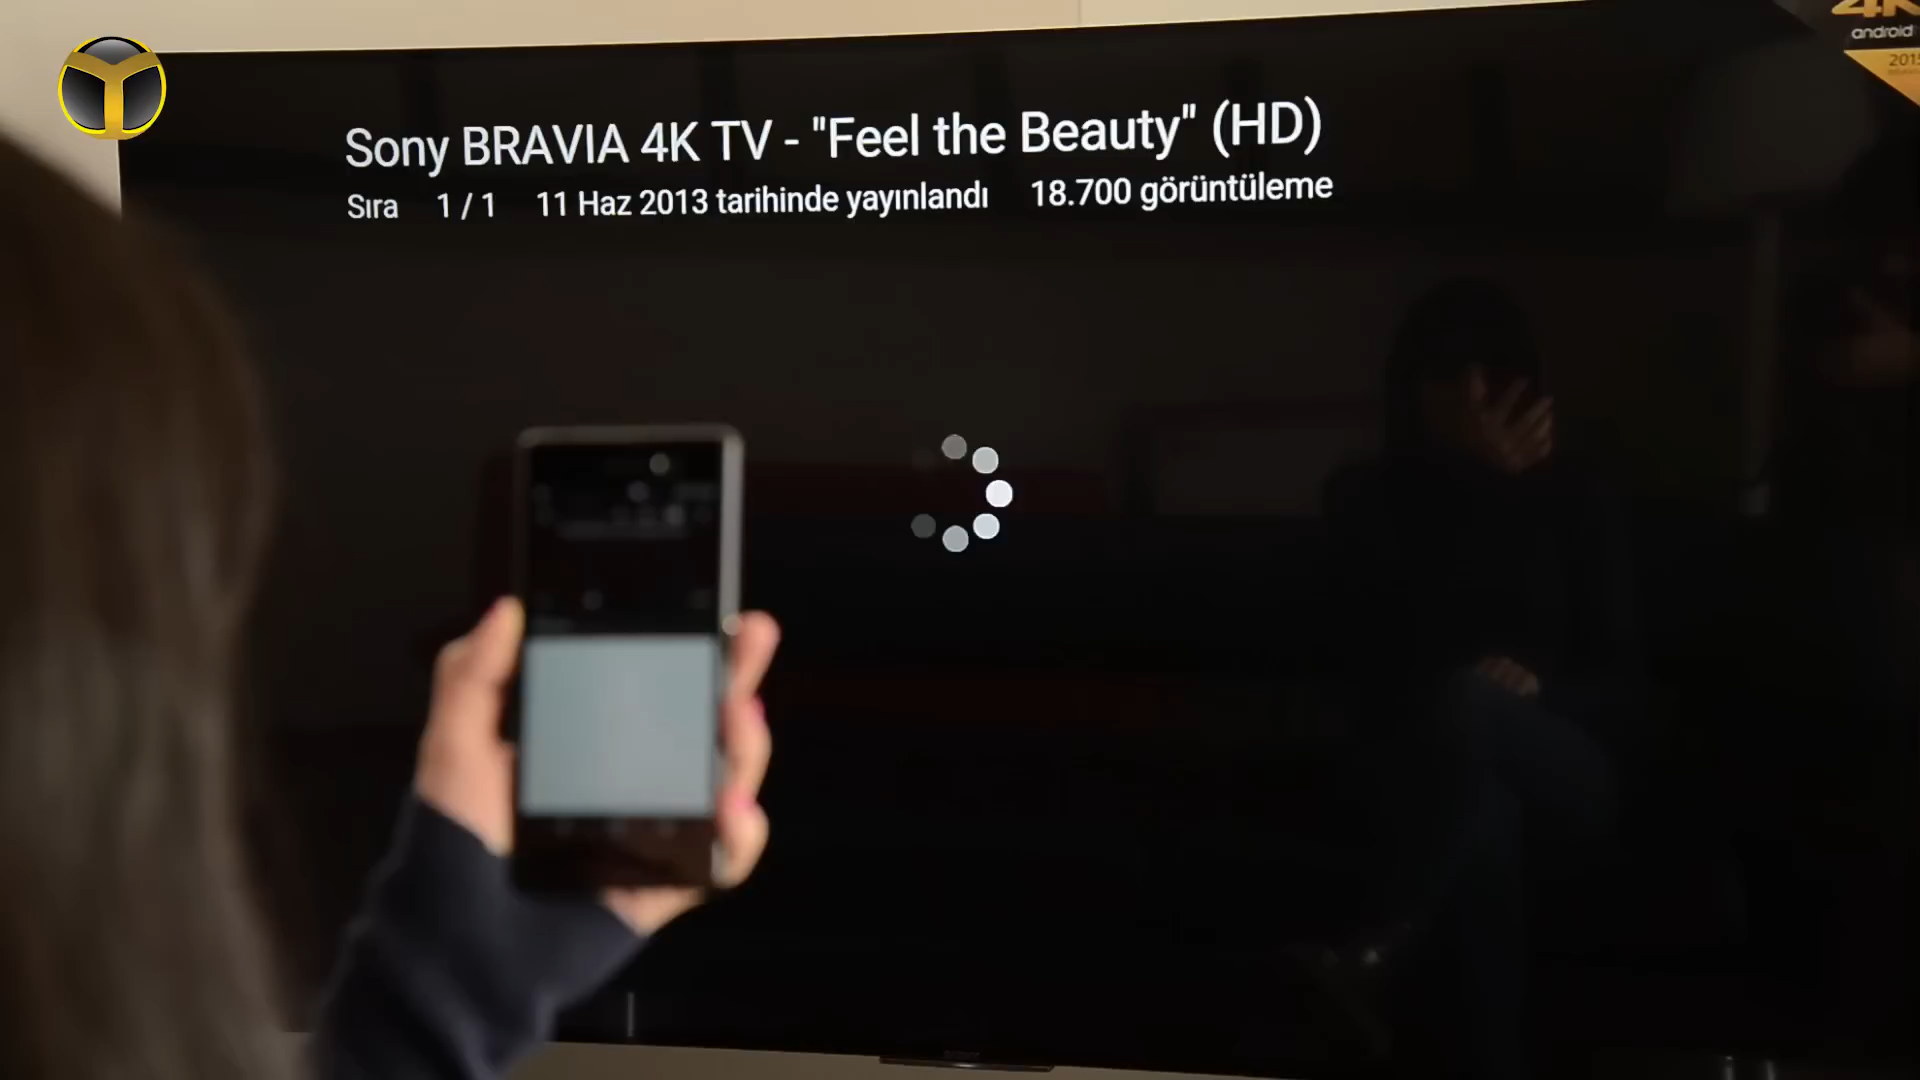 Sony BRAVIA 4K TV - "Feel the Beauty" (HD)
Sıra 1 / 1 11 Haz 2013 tarihinde yayınlandı 18.700 görüntüleme
4K
android